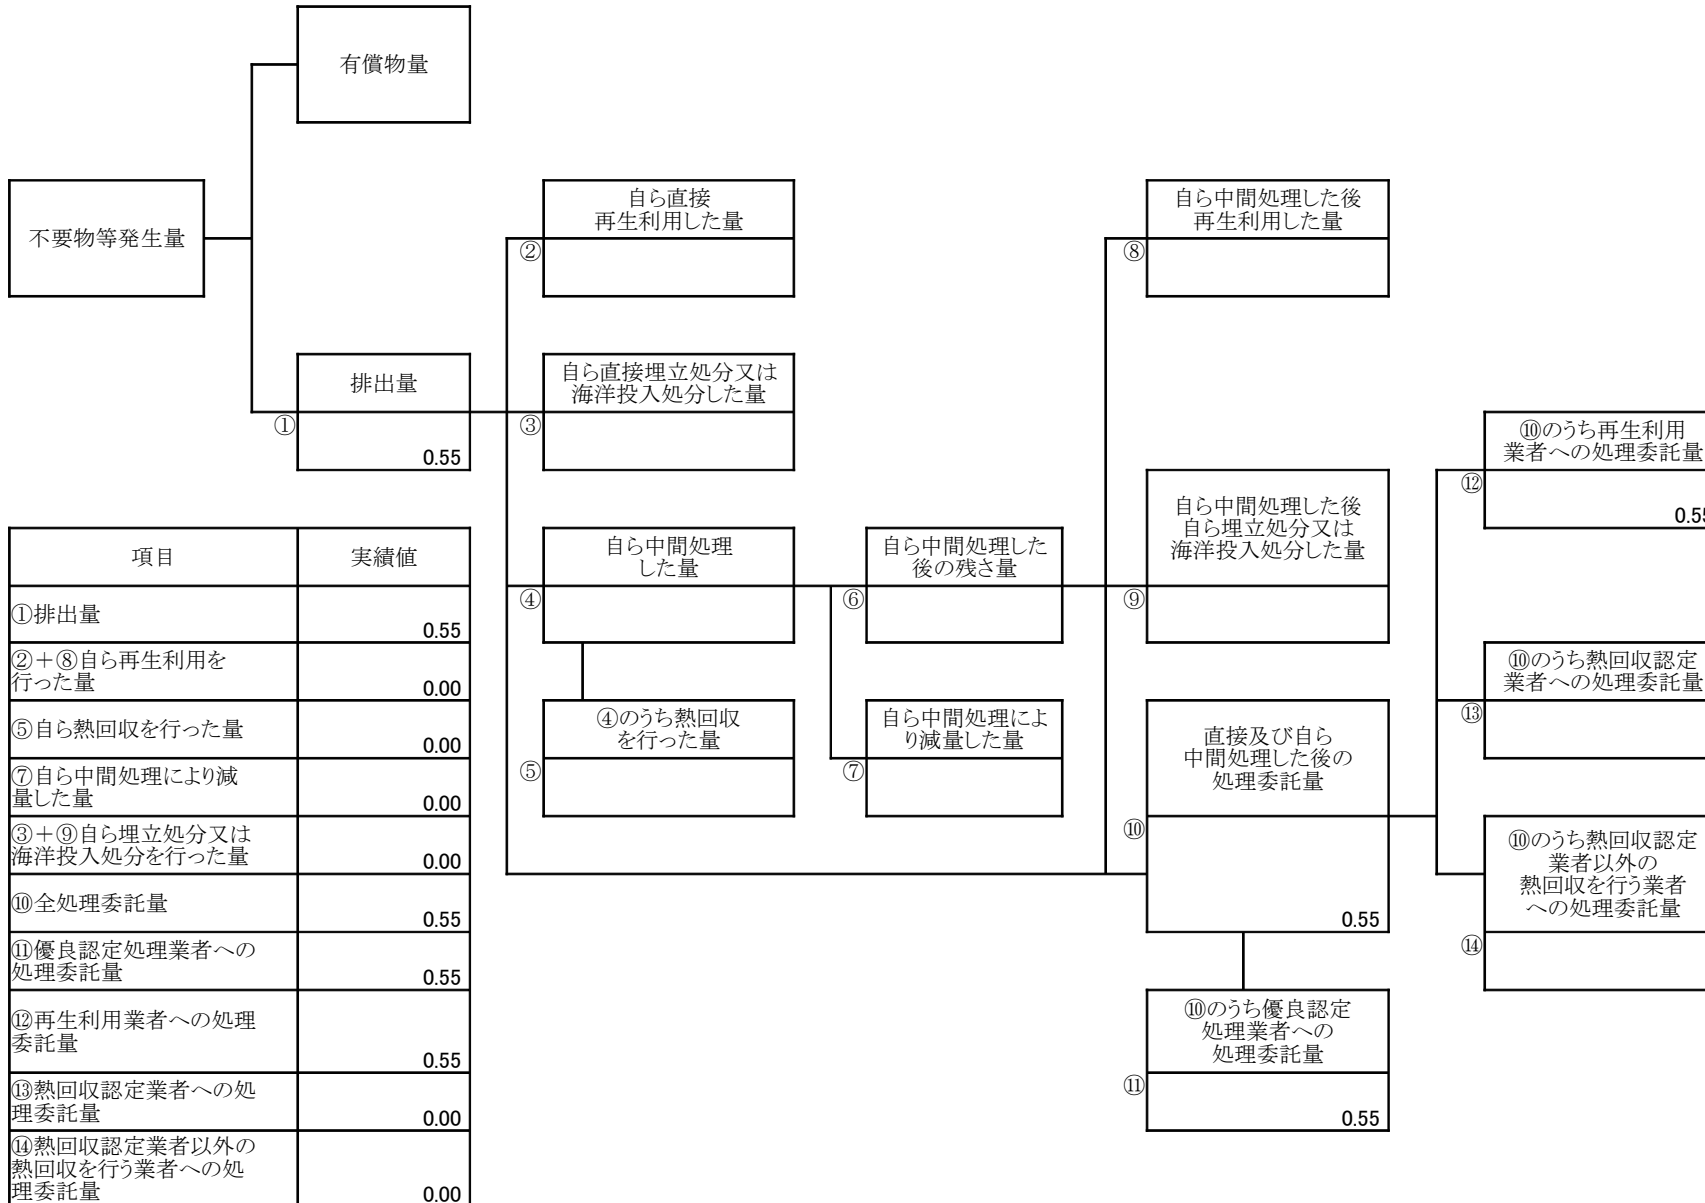 有償物量
不要物等発生量
自ら直接
再生利用した量
②
自ら中間処理した後
再生利用した量
⑧
排出量
①
0.55
自ら直接埋立処分又は
海洋投入処分した量
③
⑩のうち再生利用
業者への処理委託量
⑫
0.55
自ら中間処理
した量
④
自ら中間処理した
後の残さ量
⑥
自ら中間処理した後
自ら埋立処分又は
海洋投入処分した量
⑨
⑩のうち熱回収認定
業者への処理委託量
⑬
④のうち熱回収
を行った量
⑤
自ら中間処理によ
り減量した量
⑦
直接及び自ら
中間処理した後の
処理委託量
⑩
0.55
⑩のうち熱回収認定
業者以外の
熱回収を行う業者
への処理委託量
⑭
⑩のうち優良認定
処理業者への
処理委託量
⑪
0.55
項目 実績値
①排出量 0.55
②+⑧自ら再生利用を
行った量 0.00
⑤自ら熱回収を行った量 0.00
⑦自ら中間処理により減
量した量 0.00
③+⑨自ら埋立処分又は
海洋投入処分を行った量 0.00
⑩全処理委託量 0.55
⑪優良認定処理業者への
処理委託量 0.55
⑫再生利用業者への処理
委託量 0.55
⑬熱回収認定業者への処
理委託量 0.00
⑭熱回収認定業者以外の
熱回収を行う業者への処
理委託量 0.00